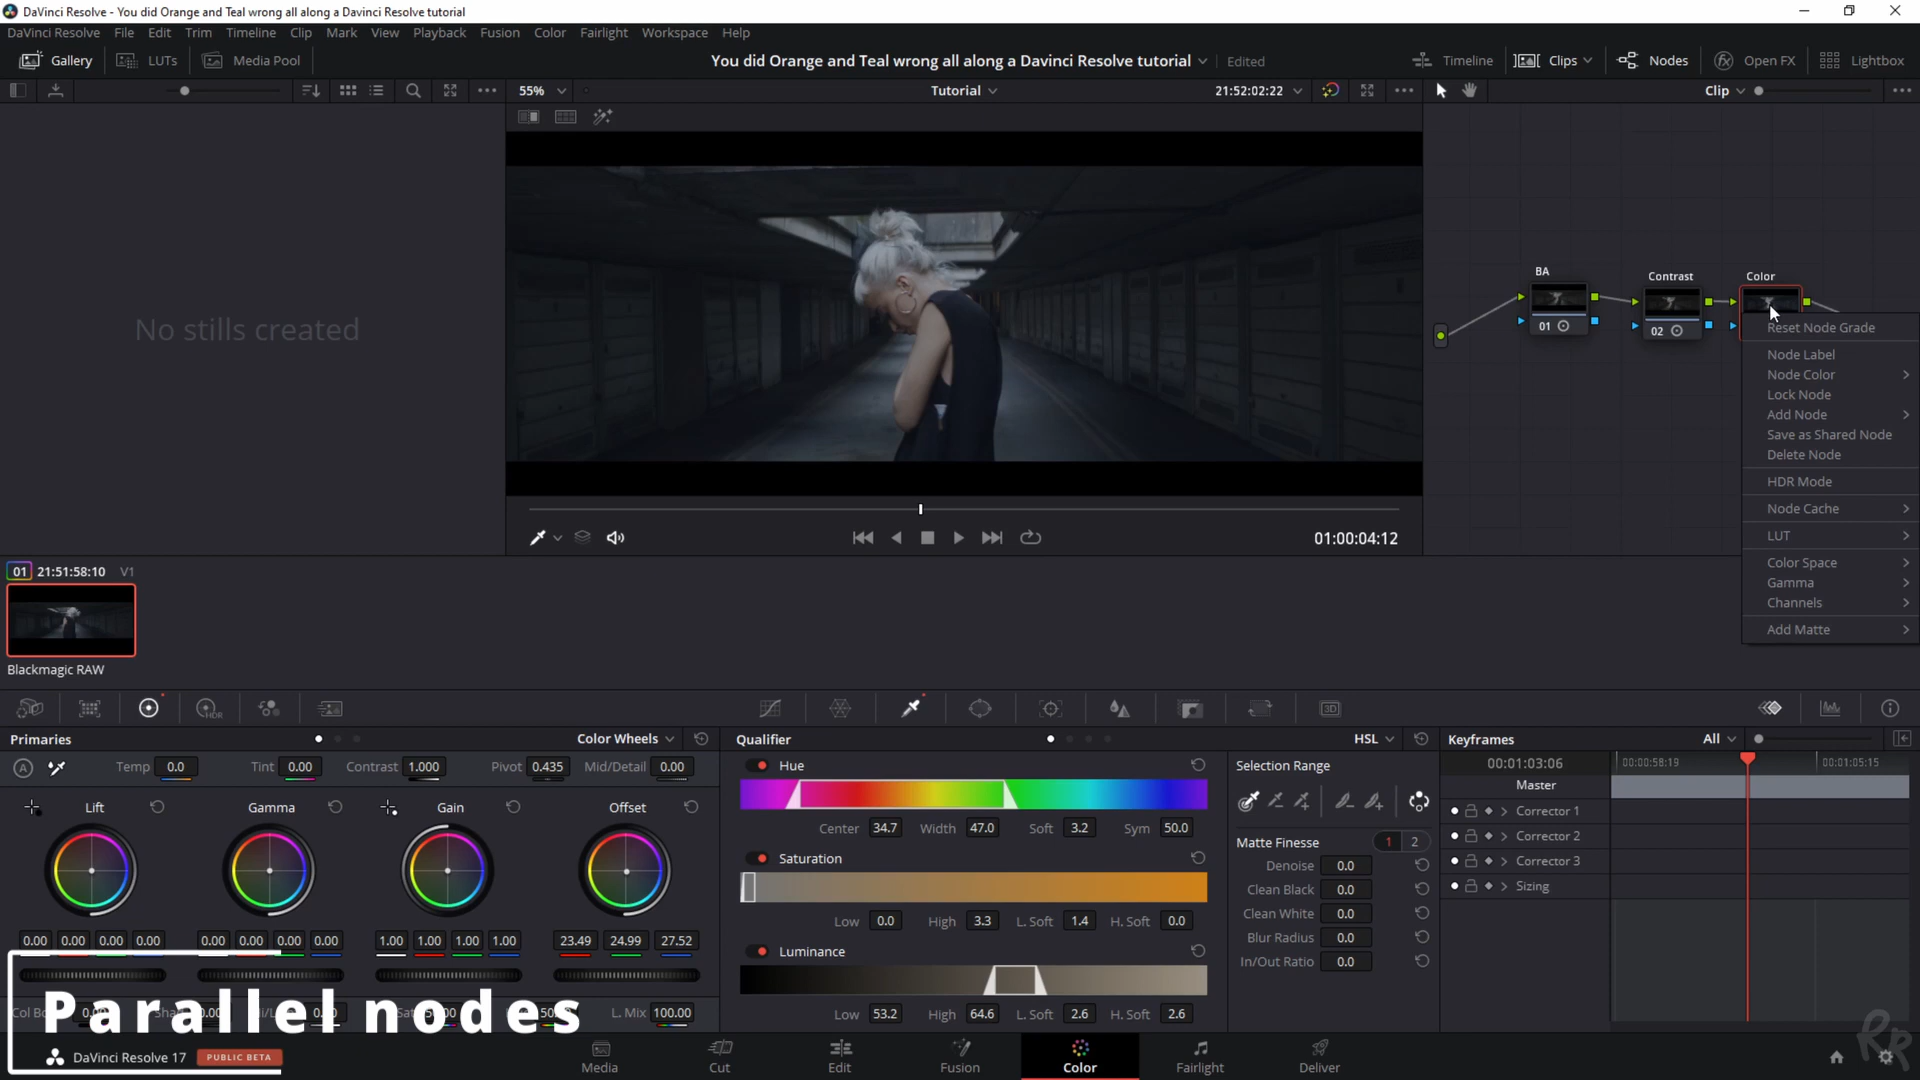 DaVinci Resolve - You did Orange and Teal wrong all along a Davinci Resolve tutorial
DaVinci Resolve File Edit Trim Timeline Clip Mark View Playback Fusion Color Fairlight Workspace Help
Gallery LUTs Media Pool You did Orange and Teal wrong all along a Davinci Resolve tutorial Edited Timeline Clips Nodes Open FX Lightbox
55% Tutorial 21:52:02:22 Clip
No stills created
BA Contrast Color
01 02
Reset Node Grade
Node Label
Node Color
Lock Node
Add Node
Save as Shared Node
Delete Node
HDR Mode
Node Cache
LUT
Color Space
Gamma
Channels
Add Matte
01:00:04:12
01 21:51:58:10 V1
Blackmagic RAW
HDR 3D
Primaries Color Wheels
A Temp 0.0 Tint 0.00 Contrast 1.000 Pivot 0.435 Mid/Detail 0.00
Lift Gamma Gain Offset
0.00 0.00 0.00 0.00 0.00 0.00 0.00 0.00 1.00 1.00 1.00 1.00 23.49 24.99 27.52
L. Mix 100.00
Qualifier HSL
Hue
Center 34.7 Width 47.0 Soft 3.2 Sym 50.0
Saturation
Low 0.0 High 3.3 L. Soft 1.4 H. Soft 0.0
Luminance
Low 53.2 High 64.6 L. Soft 2.6 H. Soft 2.6
Selection Range
Matte Finesse 1 2
Denoise 0.0
Clean Black 0.0
Clean White 0.0
Blur Radius 0.0
In/Out Ratio 0.0
Keyframes All
00:01:03:06 00:00:58:19 00:01:05:15
Master
Corrector 1
Corrector 2
Corrector 3
Sizing
Parallel nodes
DaVinci Resolve 17 PUBLIC BETA
Media Cut Edit Fusion Color Fairlight Deliver
RR